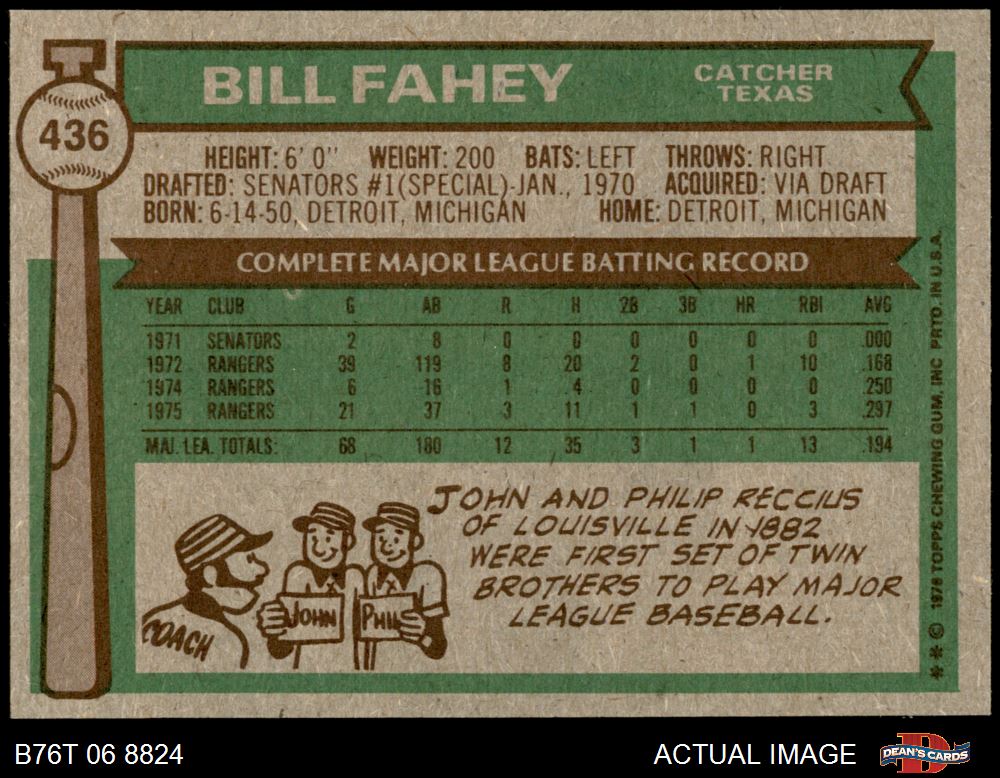 BILL FAHEY
CATCHER
TEXAS
436
HEIGHT: 6' 0" WEIGHT: 200 BATS: LEFT THROWS: RIGHT
DRAFTED: SENATORS #1(SPECIAL)-JAN., 1970 ACQUIRED: VIA DRAFT
BORN: 6-14-50, DETROIT, MICHIGAN HOME: DETROIT, MICHIGAN
COMPLETE MAJOR LEAGUE BATTING RECORD
YEAR CLUB G AB R H 2B 3B HR RBI AVG
1971 SENATORS 2 8 0 0 0 0 0 0 .000
1972 RANGERS 39 119 8 20 2 0 1 10 .168
1974 RANGERS 6 16 1 4 0 0 0 0 .250
1975 RANGERS 21 37 3 11 1 1 0 3 .297
MAJ. LEA. TOTALS: 68 180 12 35 3 1 1 13 .194
JOHN AND PHILIP RECCIUS
OF LOUISVILLE IN 1882
WERE FIRST SET OF TWIN
BROTHERS TO PLAY MAJOR
LEAGUE BASEBALL.
COACH
JOHN
PHIL
** © 1976 TOPPS CHEWING GUM, INC PRTD. IN U.S.A.
B76T 06 8824
ACTUAL IMAGE
DEAN'S CARDS